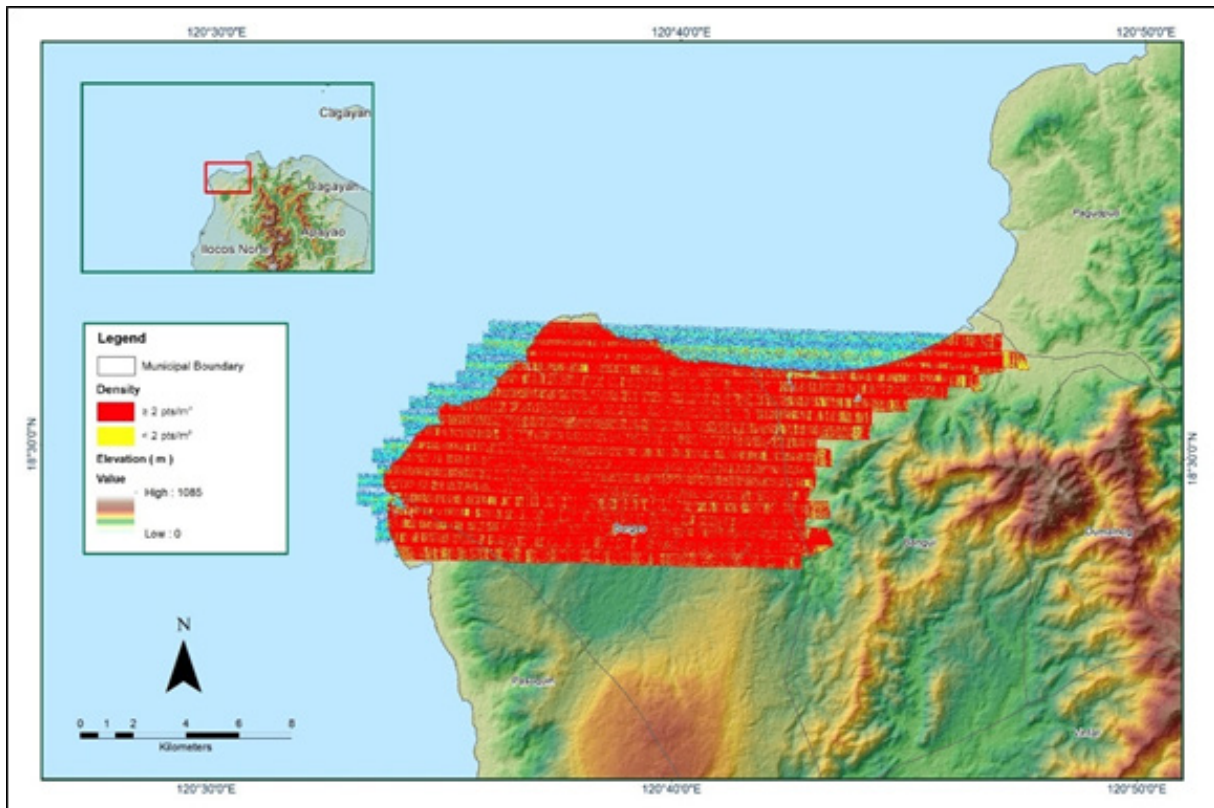 120°30'0"E
120°40'0"E
120°50'0"E
Cagayan
Cagayan
Apayao
Ilocos Norte
Pagudpud
Legend
Municipal Boundary
Density
≥ 2 pts/m²
< 2 pts/m²
Elevation ( m )
Value
High : 1085
Low : 0
18°30'0"N
18°30'0"N
Burgos
Bangui
Dumalneg
Pasuquin
Vintar
N
0 1 2 4 6 8
Kilometers
120°30'0"E
120°40'0"E
120°50'0"E